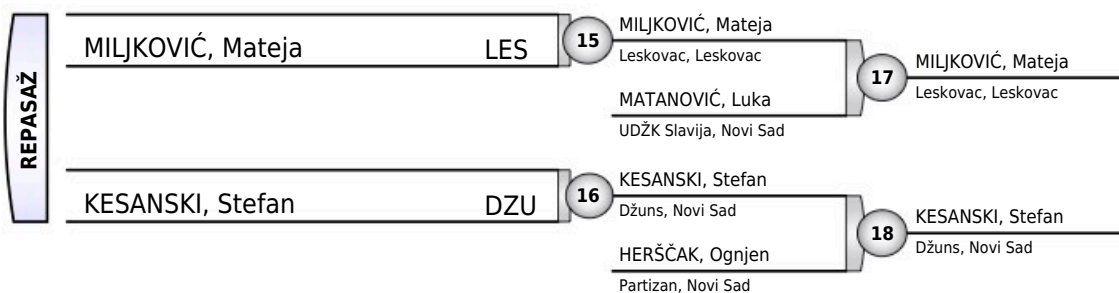 REPASAŽ
MILJKOVIĆ, Mateja LES
15
MILJKOVIĆ, Mateja
Leskovac, Leskovac
MATANOVIĆ, Luka
UDŽK Slavija, Novi Sad
17
MILJKOVIĆ, Mateja
Leskovac, Leskovac
KESANSKI, Stefan DZU
16
KESANSKI, Stefan
Džuns, Novi Sad
HERŠČAK, Ognjen
Partizan, Novi Sad
18
KESANSKI, Stefan
Džuns, Novi Sad